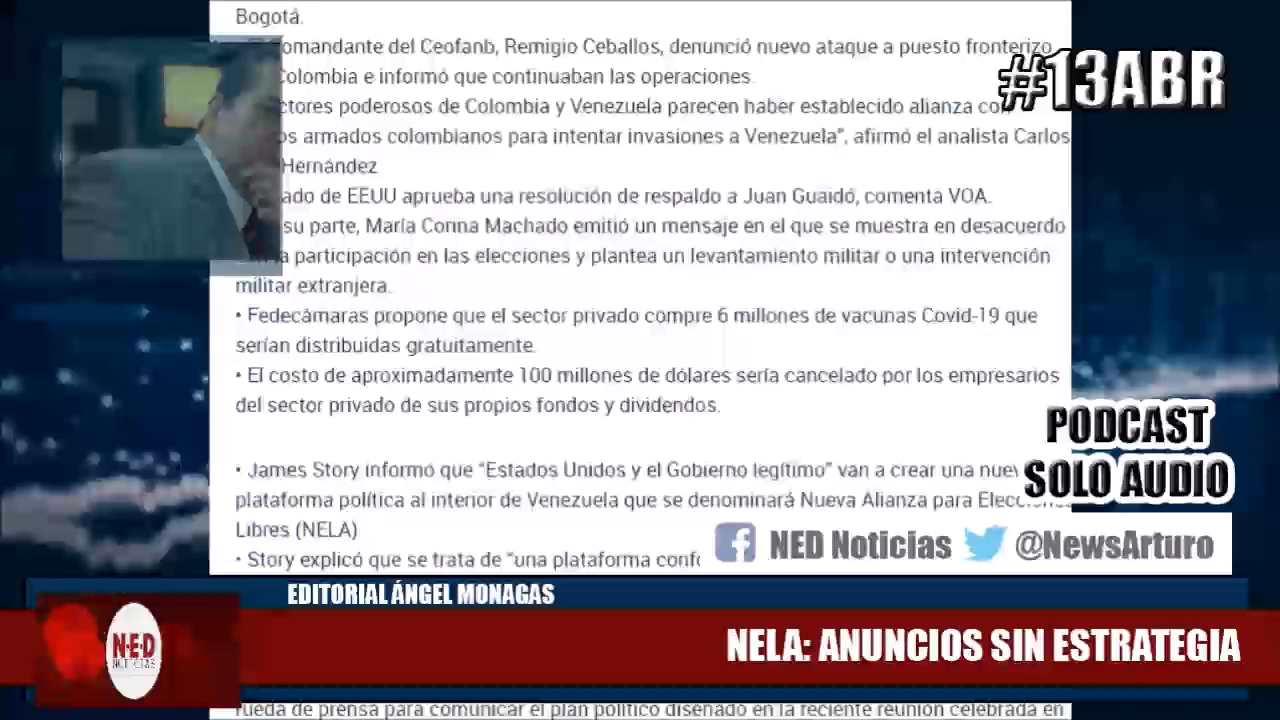 Bogotá.
omandante del Ceofanb, Remigio Ceballos, denunció nuevo ataque a puesto fronterizo
Colombia e informó que continuaban las operaciones.
#13ABR
ctores poderosos de Colombia y Venezuela parecen haber establecido alianza co
os armados colombianos para intentar invasiones a Venezuela”, afirmó el analista Carlos
Hernández
ado de EEUU aprueba una resolución de respaldo a Juan Guaidó, comenta VOA.
su parte, María Corina Machado emitió un mensaje en el que se muestra en desacuerdo
a participación en las elecciones y plantea un levantamiento militar o una intervención
militar extranjera.
• Fedecámaras propone que el sector privado compre 6 millones de vacunas Covid-19 que
serían distribuidas gratuitamente.
• El costo de aproximadamente 100 millones de dólares sería cancelado por los empresarios
del sector privado de sus propios fondos y dividendos.
PODCAST
SOLO AUDIO
• James Story informó que “Estados Unidos y el Gobierno legítimo” van a crear una nuev
plataforma política al interior de Venezuela que se denominará Nueva Alianza para Elecc
Libres (NELA)
• Story explicó que se trata de “una plataforma confo
NED Noticias @NewsArturo
EDITORIAL ÁNGEL MONAGAS
N·E·D
NOTICIAS
NELA: ANUNCIOS SIN ESTRATEGIA
rueda de prensa para comunicar el plan político diseñado en la reciente reunión celebrada en